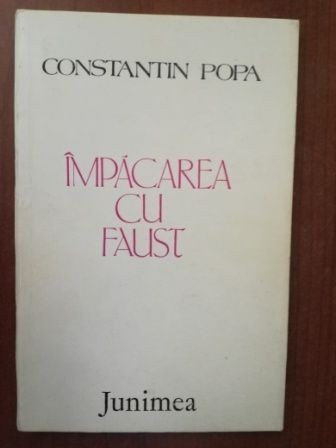 CONSTANTIN POPA
ÎMPĂCAREA
CU
FAUST
Junimea